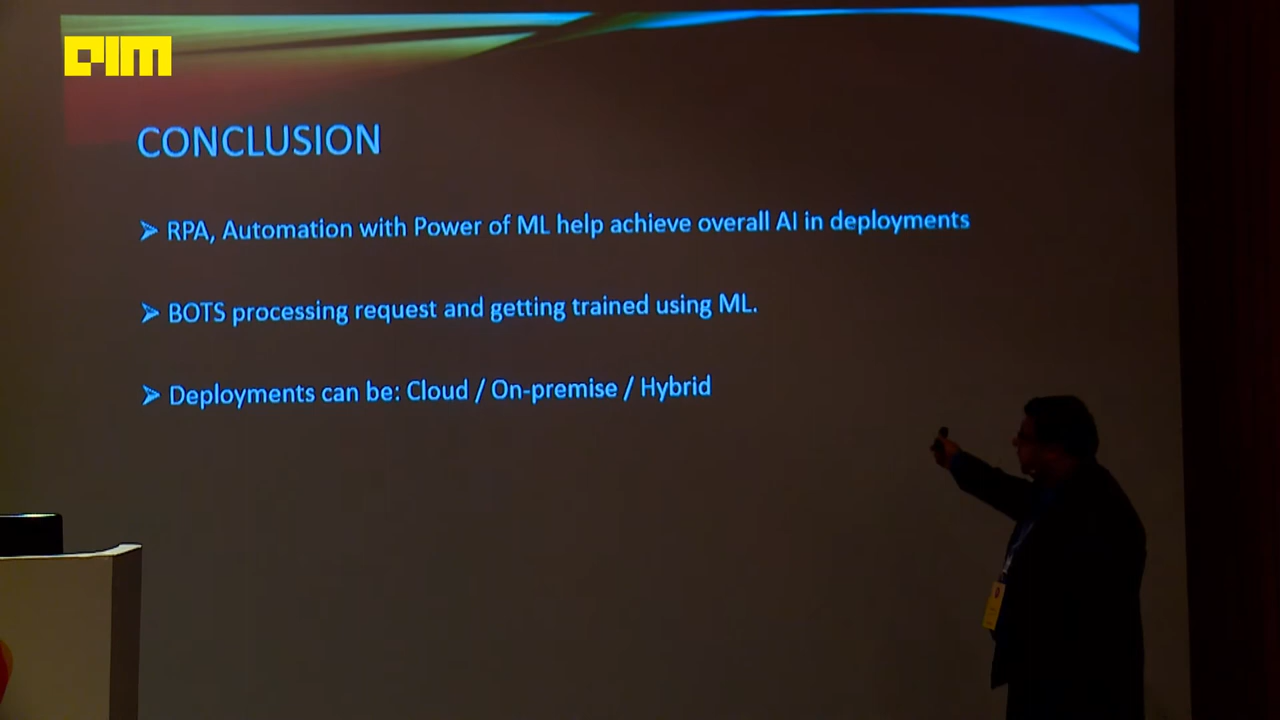 AIM
CONCLUSION
RPA, Automation with Power of ML help achieve overall AI in deployments
BOTS processing request and getting trained using ML.
Deployments can be: Cloud / On-premise / Hybrid